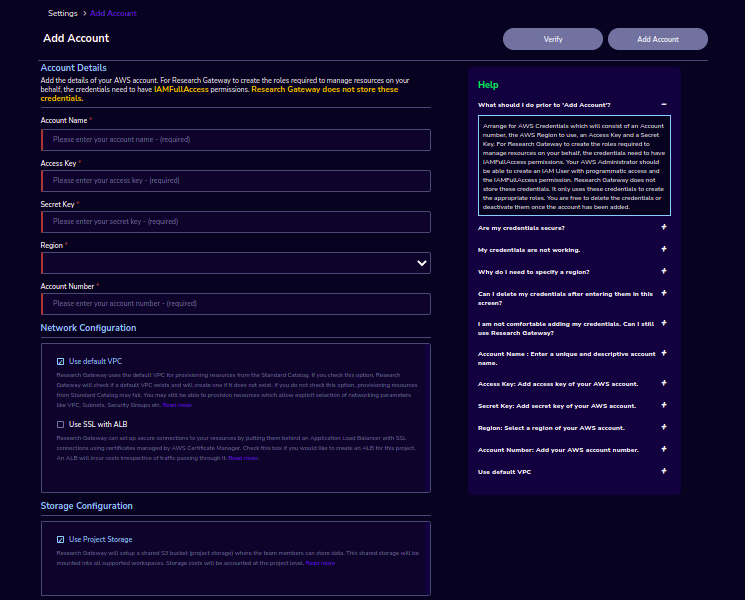 Settings > Add Account
Add Account
Verify
Add Account
Account Details
Add the details of your AWS account. For Research Gateway to create the roles required to manage resources on your
behalf, the credentials need to have IAMFullAccess permissions. Research Gateway does not store these
credentials.
Account Name *
Please enter your account name - (required)
Access Key *
Please enter your access key - (required)
Secret Key *
Please enter your secret key - (required)
Region *
Account Number *
Please enter your account number - (required)
Network Configuration
Use default VPC
Research Gateway uses the default VPC for provisioning resources from the Standard Catalog. If you check this option, Research
Gateway will check if a default VPC exists and will create one if it does not exist. If you do not check this option, provisioning resources
from Standard Catalog may fail. You may still be able to provision resources which allow explicit selection of networking parameters
like VPC, Subnets, Security Groups etc. Read more
Use SSL with ALB
Research Gateway can set up secure connections to your resources by putting them behind an Application Load Balancer with SSL
connections using certificates managed by AWS Certificate Manager. Check this box if you would like to create an ALB for this project.
An ALB will incur costs irrespective of traffic passing through it. Read more.
Storage Configuration
Use Project Storage
Research Gateway will setup a shared S3 bucket (project storage) where the team members can store data. This shared storage will be
mounted into all supported workspaces. Storage costs will be accounted at the project level. Read more
Help
What should I do prior to 'Add Account'? −
Arrange for AWS Credentials which will consist of an Account
number, the AWS Region to use, an Access Key and a Secret
Key. For Research Gateway to create the roles required to
manage resources on your behalf, the credentials need to have
IAMFullAccess permissions. Your AWS Administrator should
be able to create an IAM User with programmatic access and
the IAMFullAccess permission. Research Gateway does not
store these credentials. It only uses these credentials to create
the appropriate roles. You are free to delete the credentials or
deactivate them once the account has been added.
Are my credentials secure? +
My credentials are not working. +
Why do I need to specify a region? +
Can I delete my credentials after entering them in this +
screen?
I am not comfortable adding my credentials. Can I still +
use Research Gateway?
Account Name : Enter a unique and descriptive account +
name.
Access Key: Add access key of your AWS account. +
Secret Key: Add secret key of your AWS account. +
Region: Select a region of your AWS account. +
Account Number: Add your AWS account number. +
Use default VPC +